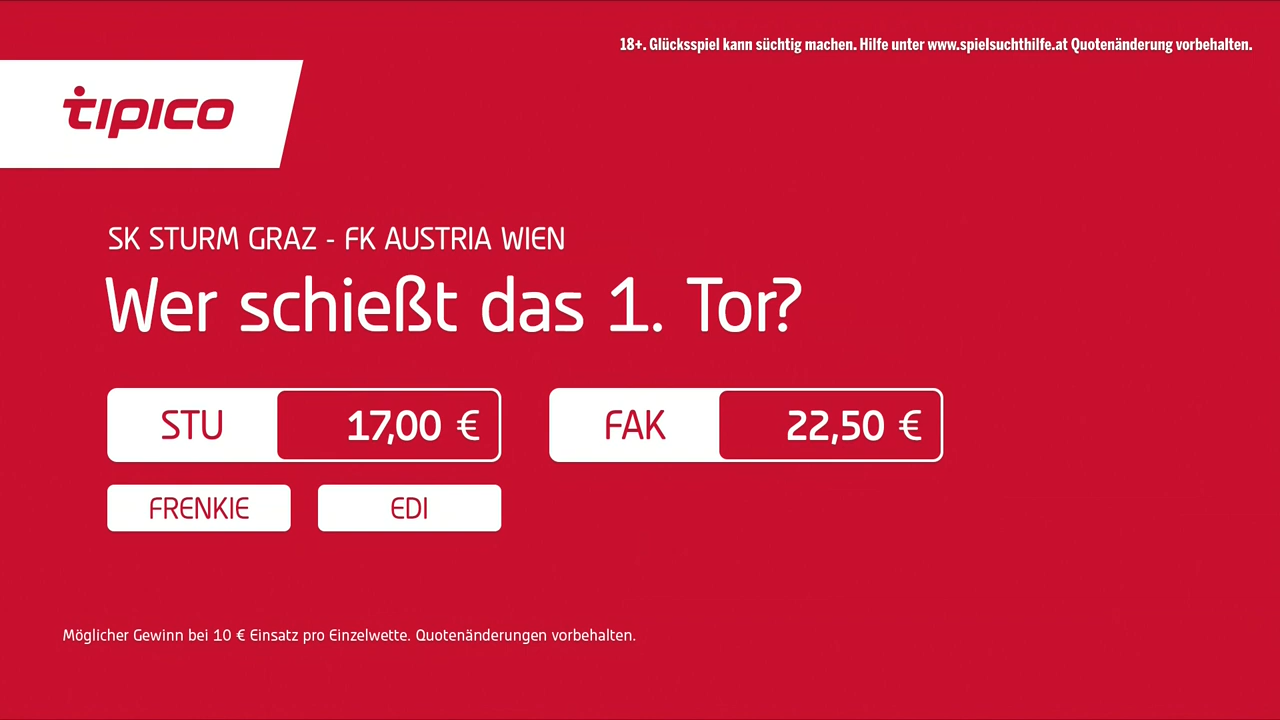 18+. Glücksspiel kann süchtig machen. Hilfe unter www.spielsuchthilfe.at Quotenänderung vorbehalten.
tipico
SK STURM GRAZ - FK AUSTRIA WIEN
Wer schießt das 1. Tor?
STU 17,00 € FAK 22,50 €
FRENKIE EDI
Möglicher Gewinn bei 10 € Einsatz pro Einzelwette. Quotenänderungen vorbehalten.